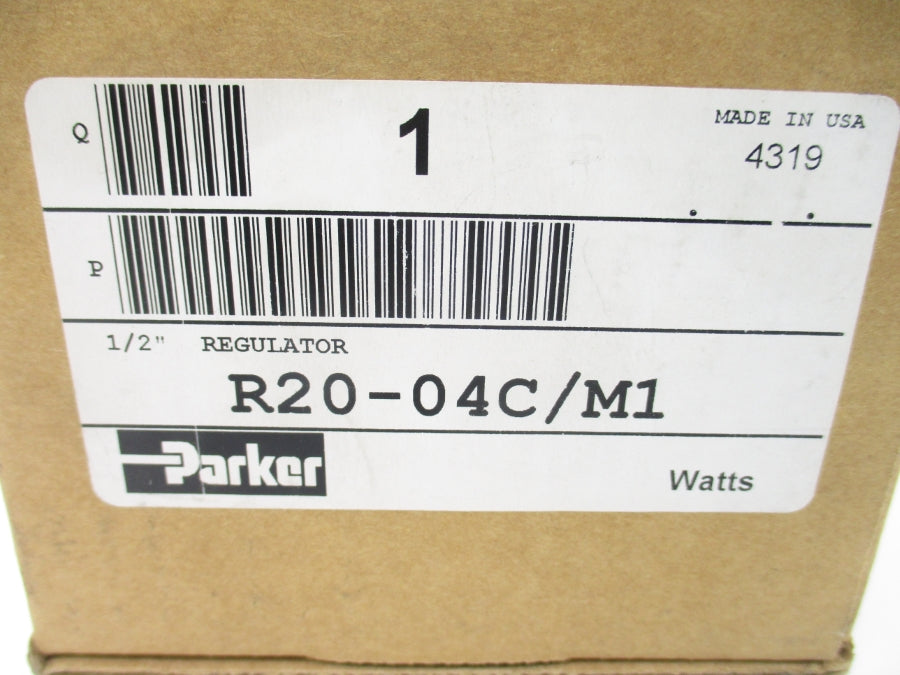 Q 1 MADE IN USA
4319
P
1/2" REGULATOR
R20-04C/M1
Parker Watts